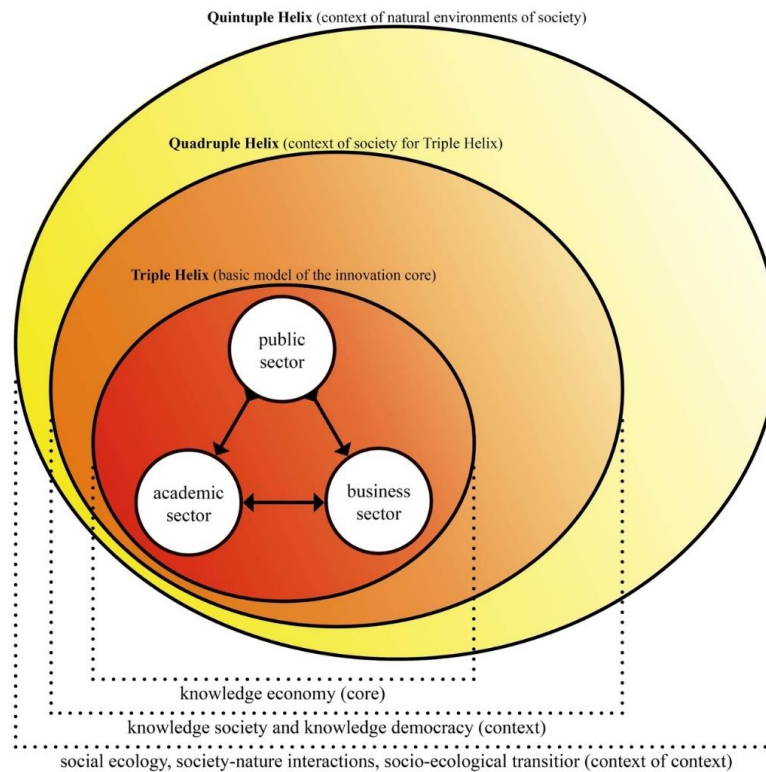 Quintuple Helix (context of natural environments of society)
Quadruple Helix (context of society for Triple Helix)
Triple Helix (basic model of the innovation core)
public
sector
academic
sector
business
sector
knowledge economy (core)
knowledge society and knowledge democracy (context)
social ecology, society-nature interactions, socio-ecological transitior (context of context)